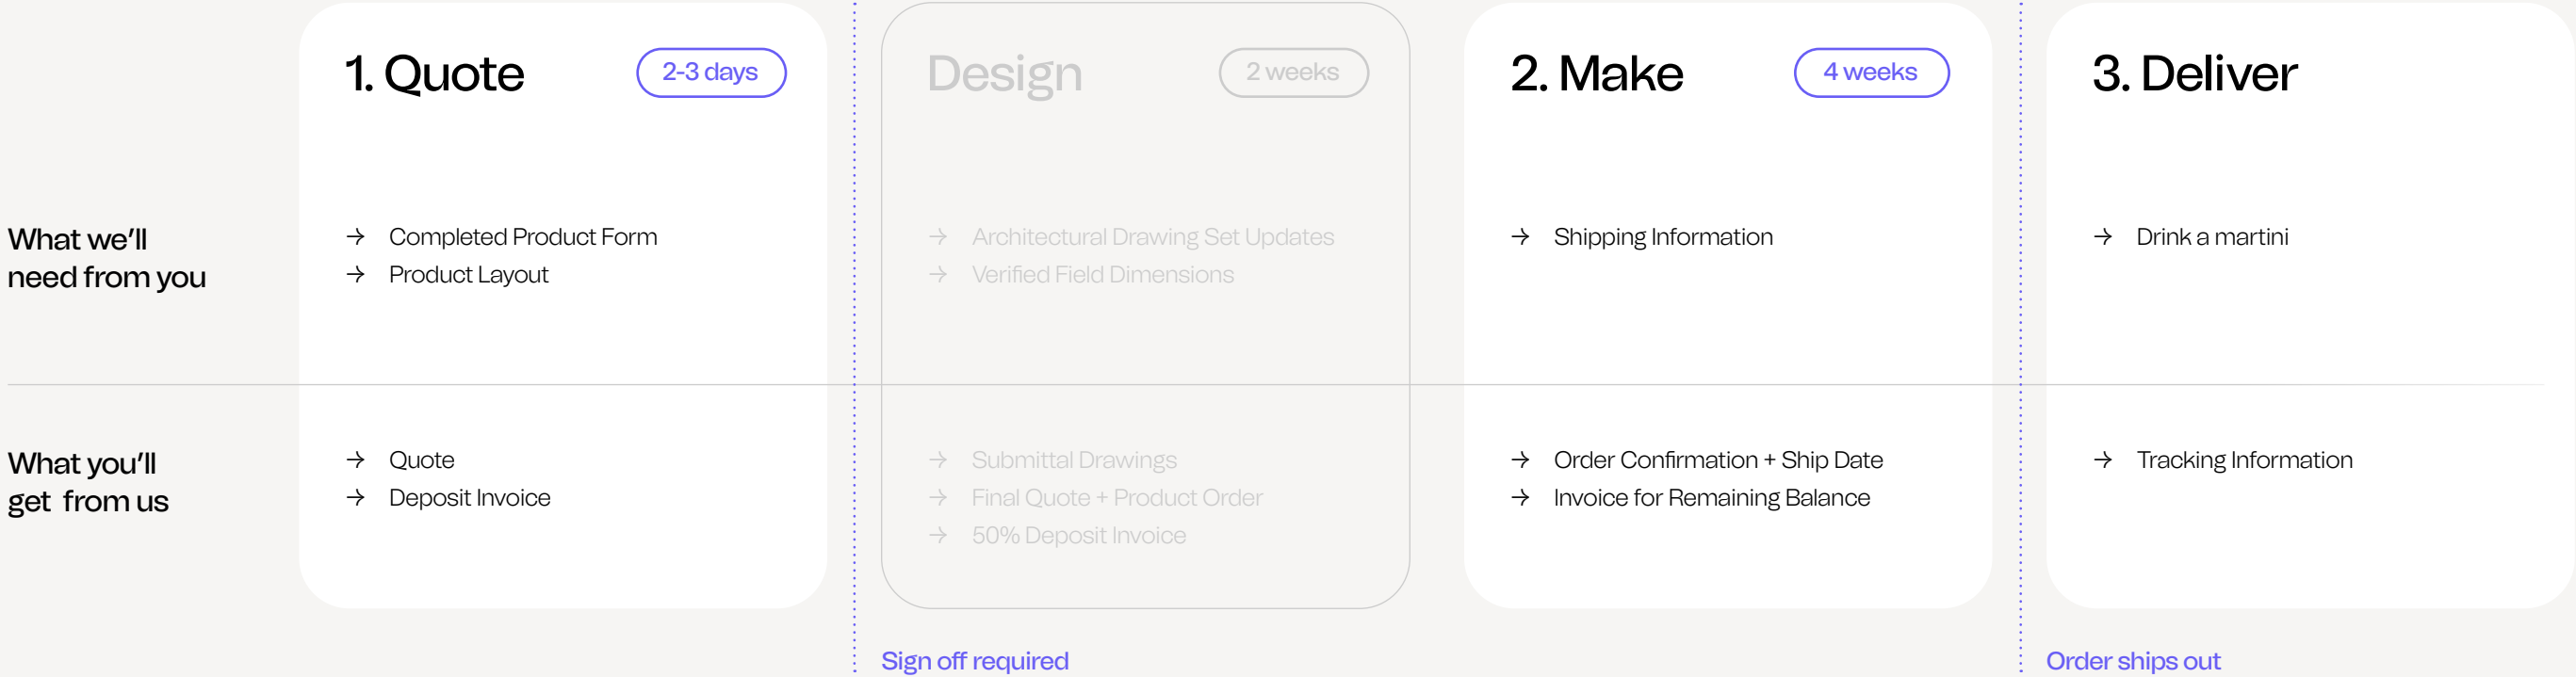 1. Quote
2-3 days
Design
2 weeks
2. Make
4 weeks
3. Deliver
What we'll
need from you
→ Completed Product Form
→ Product Layout
→ Architectural Drawing Set Updates
→ Verified Field Dimensions
→ Shipping Information
→ Drink a martini
What you'll
get from us
→ Quote
→ Deposit Invoice
→ Submittal Drawings
→ Final Quote + Product Order
→ 50% Deposit Invoice
→ Order Confirmation + Ship Date
→ Invoice for Remaining Balance
→ Tracking Information
Sign off required
Order ships out